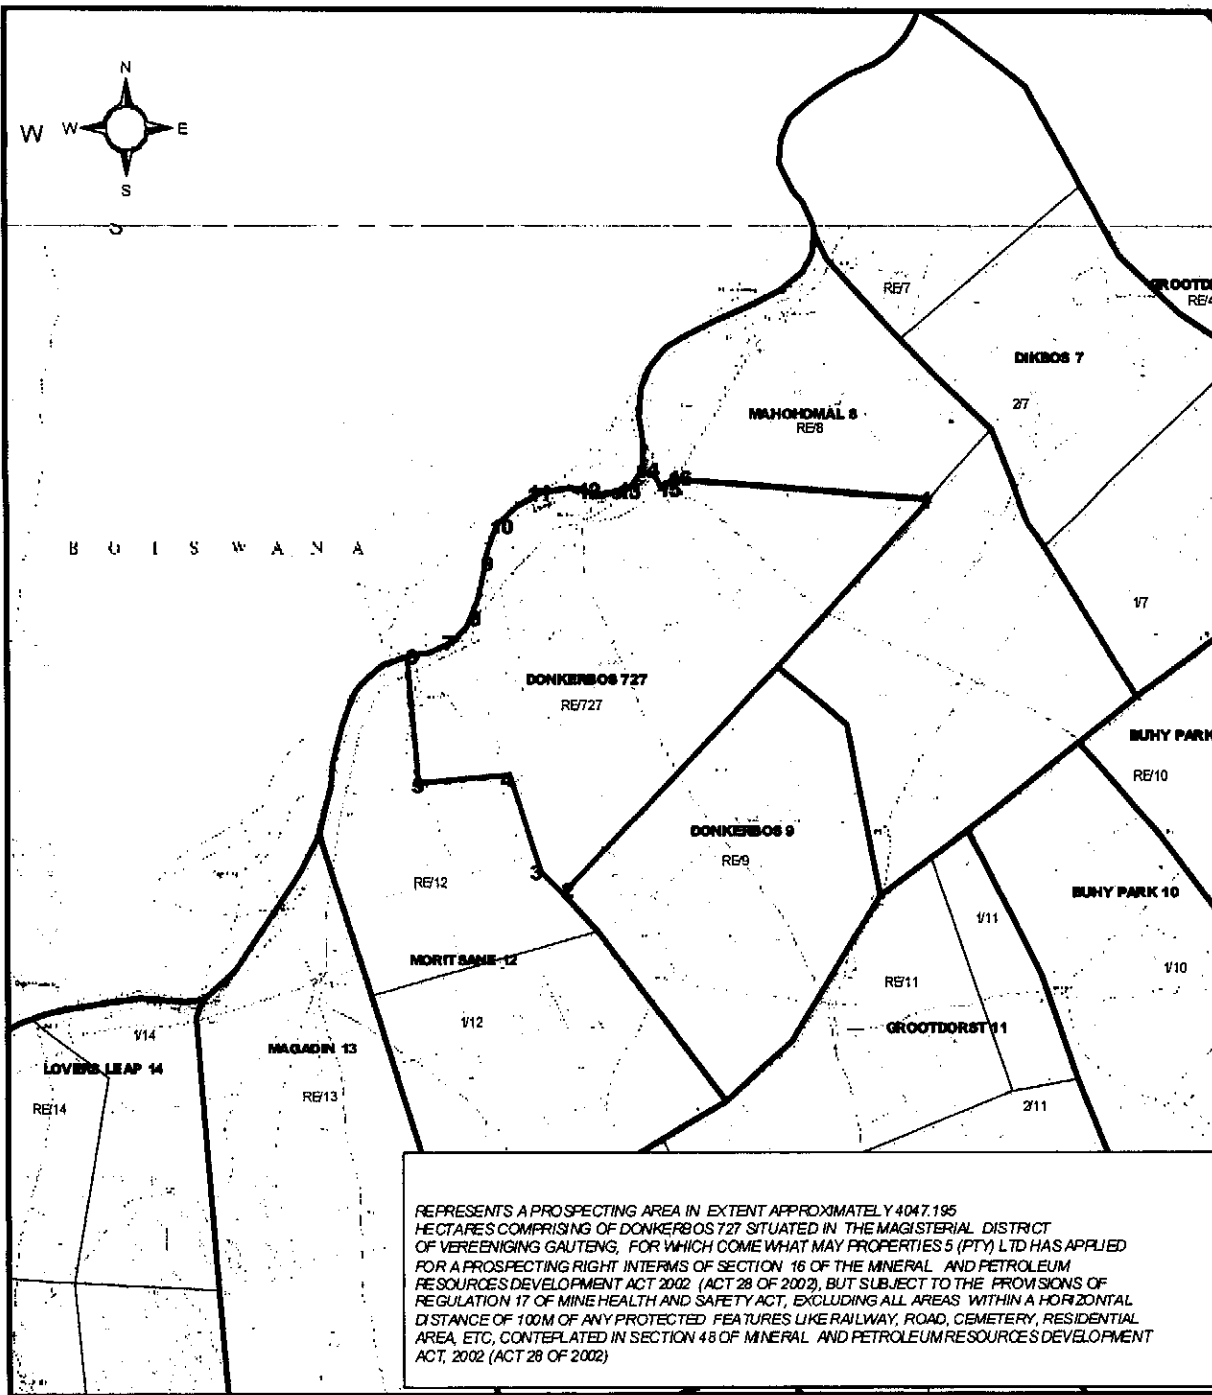 N
W W E
S
S
RE/7
GROOTD
RE/4
DIKBOS 7
2/7
MAHOHOMAL 8
RE/8
14
16
11 12 13 15
1
10
B O T S W A N A
9
1/7
8
7
6
DONKERBOS 727
RE/727
BUHY PARK
RE/10
5 4
DONKERBOS 9
RE/9
3 2
RE/12
BUHY PARK 10
1/11
MORITSANE 12
1/10
RE/11
1/12
GROOTDORST 11
1/14
MAGADIN 13
LOVERS LEAP 14
RE/13
RE/14
2/11
REPRESENTS A PROSPECTING AREA IN EXTENT APPROXIMATELY 4047.195
HECTARES COMPRISING OF DONKERBOS 727 SITUATED IN THE MAGISTERIAL DISTRICT
OF VEREENIGING GAUTENG, FOR WHICH COME WHAT MAY PROPERTIES 5 (PTY) LTD HAS APPLIED
FOR A PROSPECTING RIGHT INTERMS OF SECTION 16 OF THE MINERAL AND PETROLEUM
RESOURCES DEVELOPMENT ACT 2002 (ACT 28 OF 2002), BUT SUBJECT TO THE PROVISIONS OF
REGULATION 17 OF MINE HEALTH AND SAFETY ACT, EXCLUDING ALL AREAS WITHIN A HORIZONTAL
DISTANCE OF 100M OF ANY PROTECTED FEATURES LIKE RAILWAY, ROAD, CEMETERY, RESIDENTIAL
AREA, ETC, CONTEPLATED IN SECTION 48 OF MINERAL AND PETROLEUM RESOURCES DEVELOPMENT
ACT, 2002 (ACT 28 OF 2002)